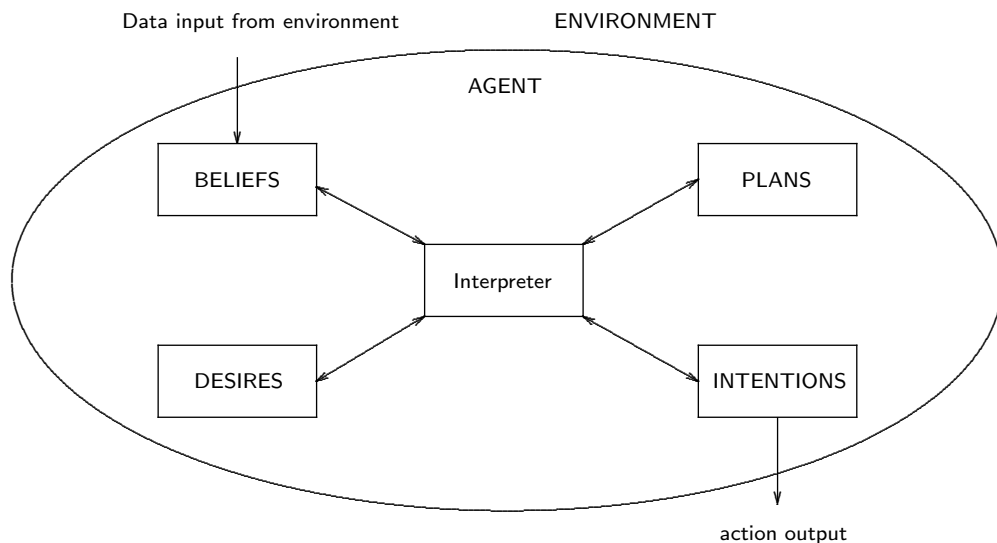 Data input from environment
ENVIRONMENT
AGENT
BELIEFS
PLANS
Interpreter
DESIRES
INTENTIONS
action output